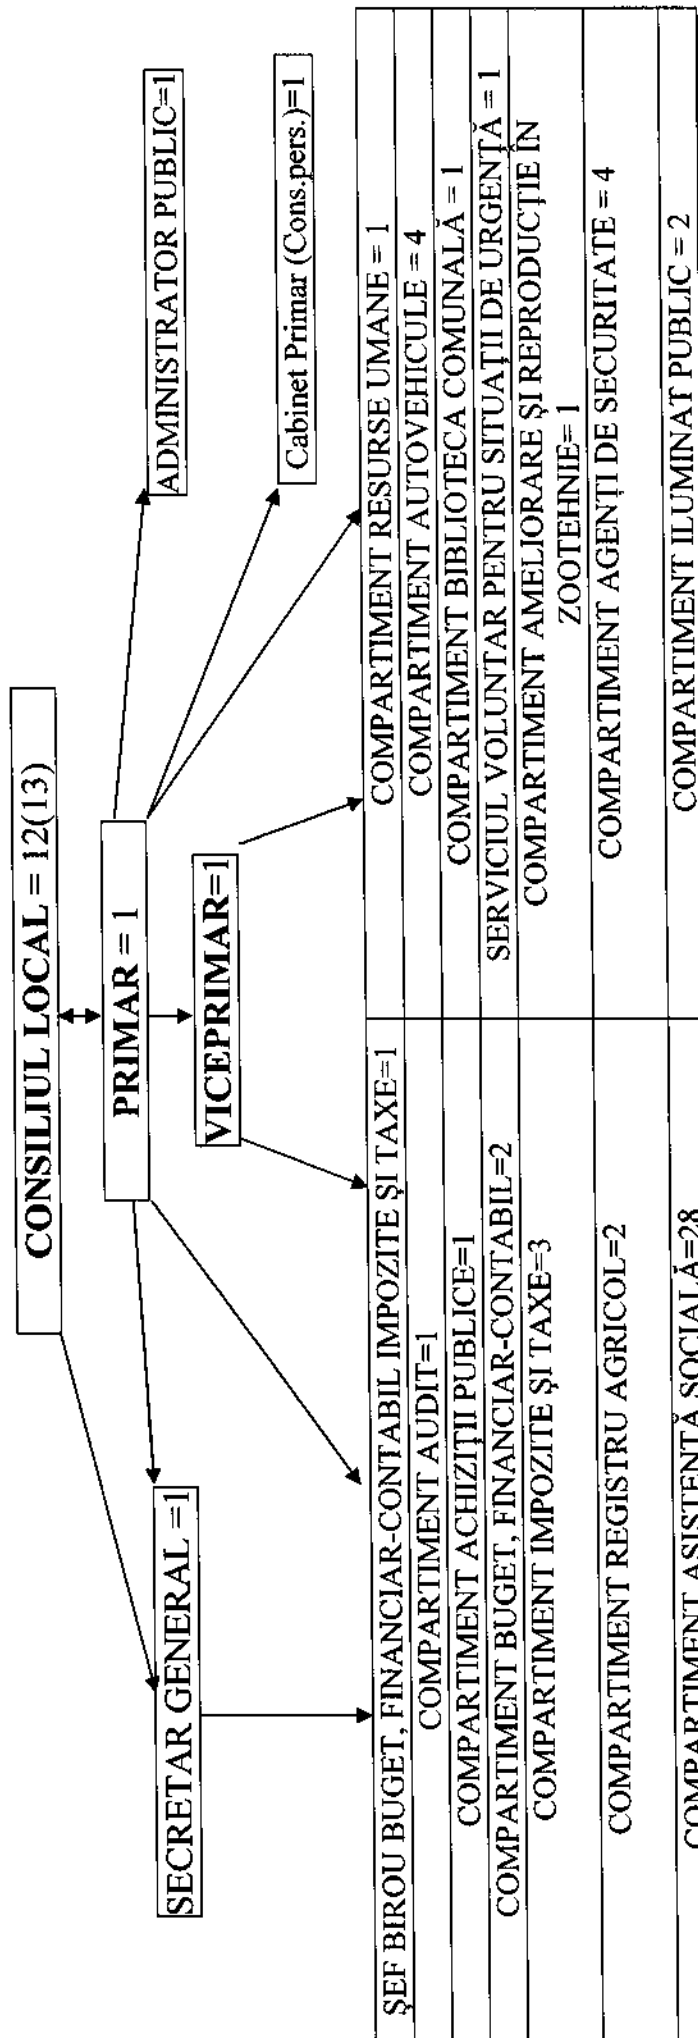 CONSILIUL LOCAL = 12(13)
PRIMAR = 1
VICEPRIMAR=1
SECRETAR GENERAL =1
ADMINISTRATOR PUBLIC=1
Cabinet Primar (Cons.pers.)=1
ŞEF BIROU BUGET, FINANCIAR-CONTABIL IMPOZITE ŞI TAXE=1
COMPARTIMENT AUDIT=1
COMPARTIMENT ACHIZIŢII PUBLICE=1
COMPARTIMENT BUGET, FINANCIAR-CONTABIL=2
COMPARTIMENT IMPOZITE ŞI TAXE=3
COMPARTIMENT REGISTRU AGRICOL=2
COMPARTIMENT ASISTENŢĂ SOCIALĂ=28
COMPARTIMENT RESURSE UMANE = 1
COMPARTIMENT AUTOVEHICULE = 4
COMPARTIMENT BIBLIOTECA COMUNALĂ = 1
SERVICIUL VOLUNTAR PENTRU SITUAŢII DE URGENŢĂ = 1
COMPARTIMENT AMELIORARE ŞI REPRODUCŢIE ÎN
ZOOTEHNIE= 1
COMPARTIMENT AGENŢI DE SECURITATE = 4
COMPARTIMENT ILUMINAT PUBLIC = 2